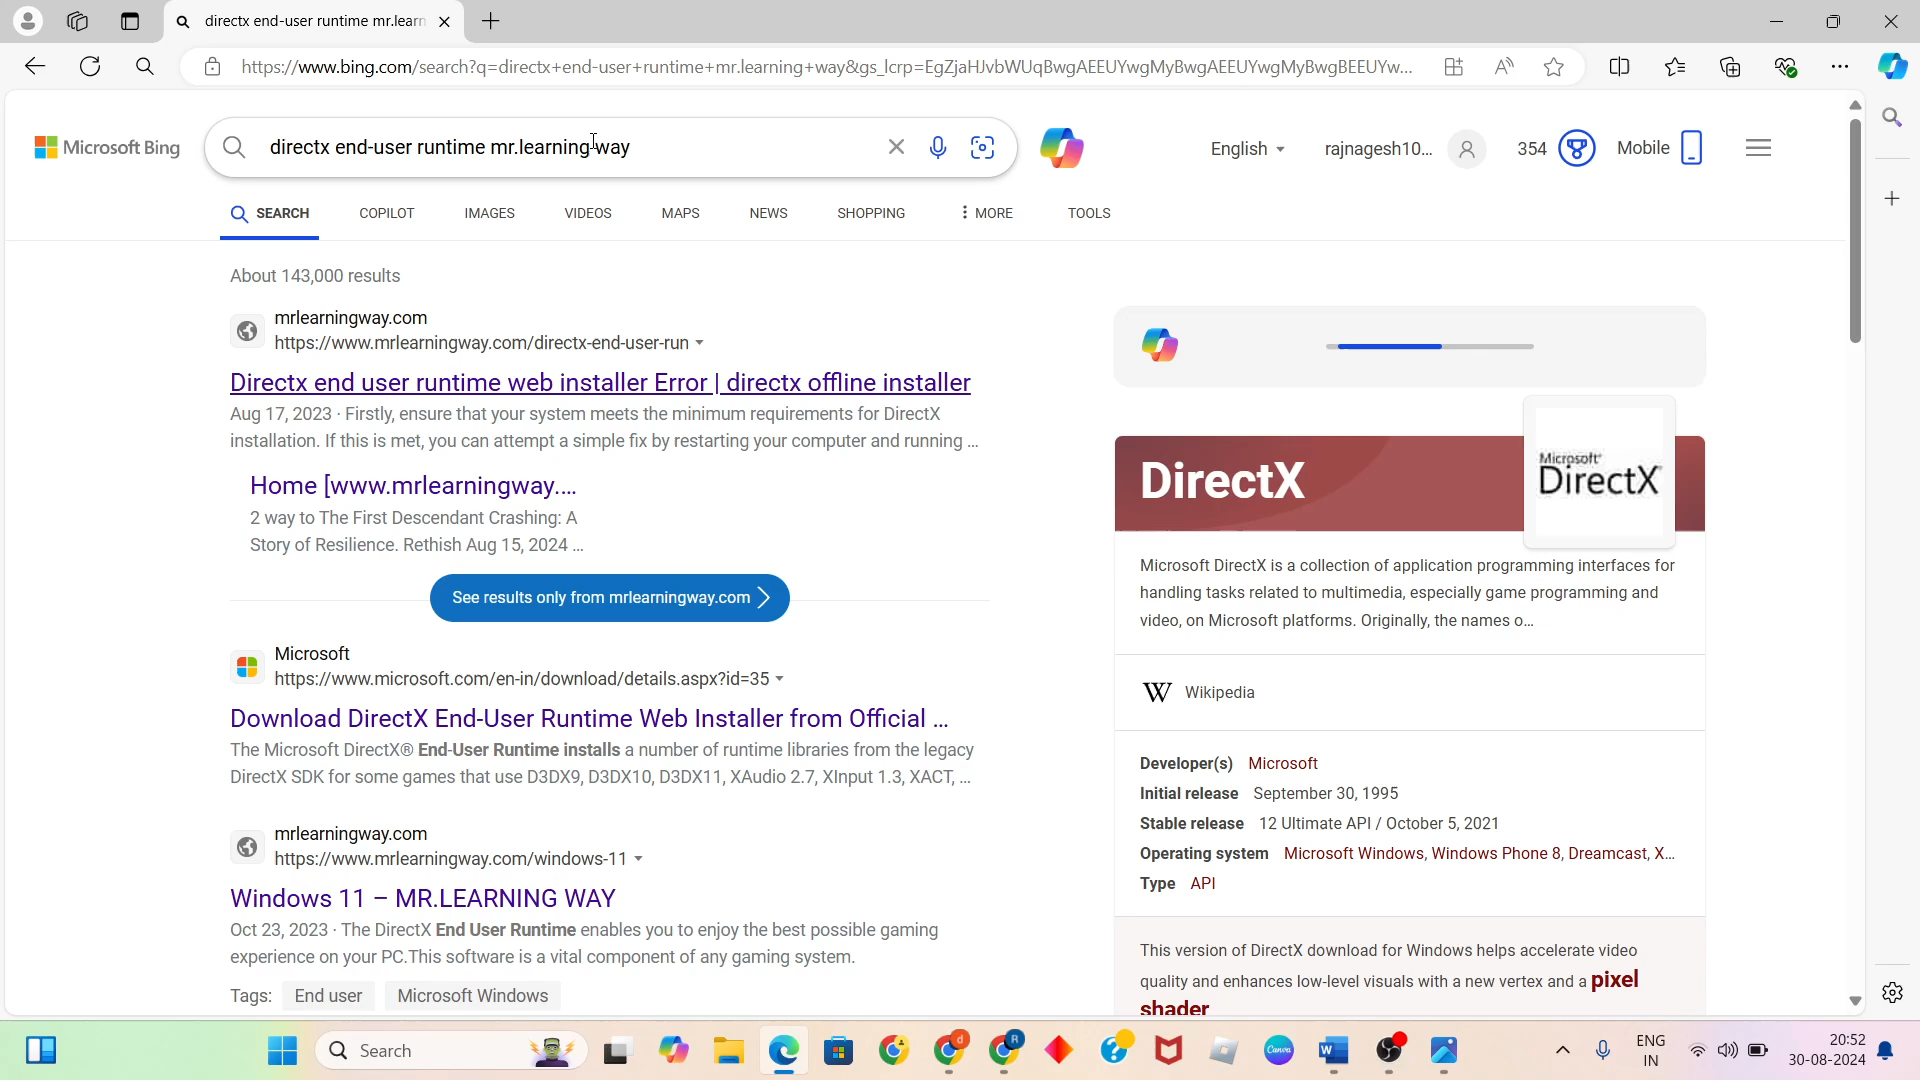 directx end-user runtime mr.learn
https://www.bing.com/search?q=directx+end-user+runtime+mr.learning+way&gs_lcrp=EgZjaHJvbWUqBwgAEEUYwgMyBwgAEEUYwgMyBwgBEEUYw...
Microsoft Bing
directx end-user runtime mr.learning way
English
rajnagesh10...
354
Mobile
SEARCH
COPILOT
IMAGES
VIDEOS
MAPS
NEWS
SHOPPING
MORE
TOOLS
About 143,000 results
mrlearningway.com
https://www.mrlearningway.com/directx-end-user-run
Directx end user runtime web installer Error | directx offline installer
Aug 17, 2023 · Firstly, ensure that your system meets the minimum requirements for DirectX
installation. If this is met, you can attempt a simple fix by restarting your computer and running ...
Home [www.mrlearningway....
2 way to The First Descendant Crashing: A
Story of Resilience. Rethish Aug 15, 2024 ...
See results only from mrlearningway.com
Microsoft
https://www.microsoft.com/en-in/download/details.aspx?id=35
Download DirectX End-User Runtime Web Installer from Official ...
The Microsoft DirectX® End-User Runtime installs a number of runtime libraries from the legacy
DirectX SDK for some games that use D3DX9, D3DX10, D3DX11, XAudio 2.7, XInput 1.3, XACT, ...
mrlearningway.com
https://www.mrlearningway.com/windows-11
Windows 11 – MR.LEARNING WAY
Oct 23, 2023 · The DirectX End User Runtime enables you to enjoy the best possible gaming
experience on your PC.This software is a vital component of any gaming system.
Tags: End user Microsoft Windows
DirectX
Microsoft®
DirectX
Microsoft DirectX is a collection of application programming interfaces for
handling tasks related to multimedia, especially game programming and
video, on Microsoft platforms. Originally, the names o...
W Wikipedia
Developer(s) Microsoft
Initial release September 30, 1995
Stable release 12 Ultimate API / October 5, 2021
Operating system Microsoft Windows, Windows Phone 8, Dreamcast, X...
Type API
This version of DirectX download for Windows helps accelerate video
quality and enhances low-level visuals with a new vertex and a pixel
shader
Search
d
R
Canva
W
ENG
IN
20:52
30-08-2024